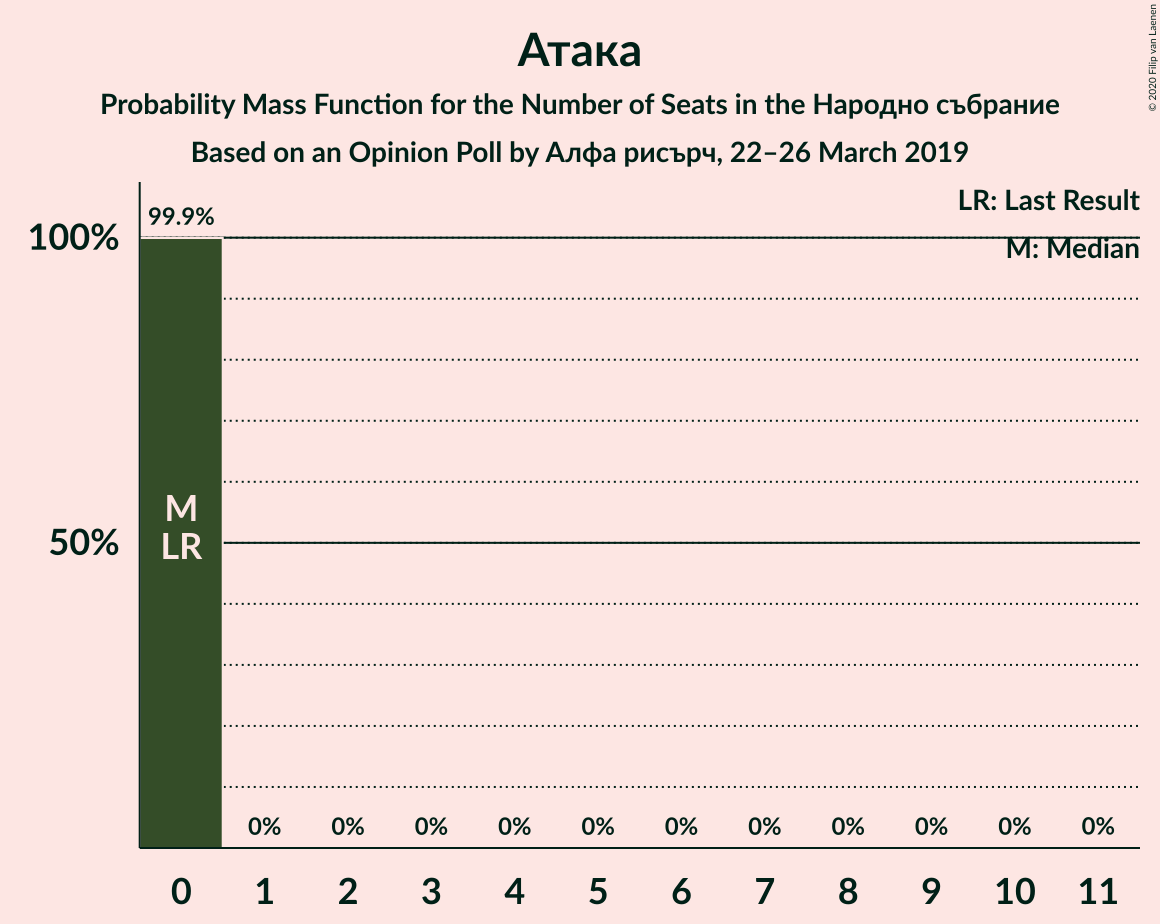 Атака
Probability Mass Function for the Number of Seats in the Народно събрание
Based on an Opinion Poll by Алфа рисърч, 22–26 March 2019
© 2020 Filip van Laenen
LR: Last Result
M: Median
99.9%
100%
50%
M
LR
0% 0% 0% 0% 0% 0% 0% 0% 0% 0% 0%
0 1 2 3 4 5 6 7 8 9 10 11